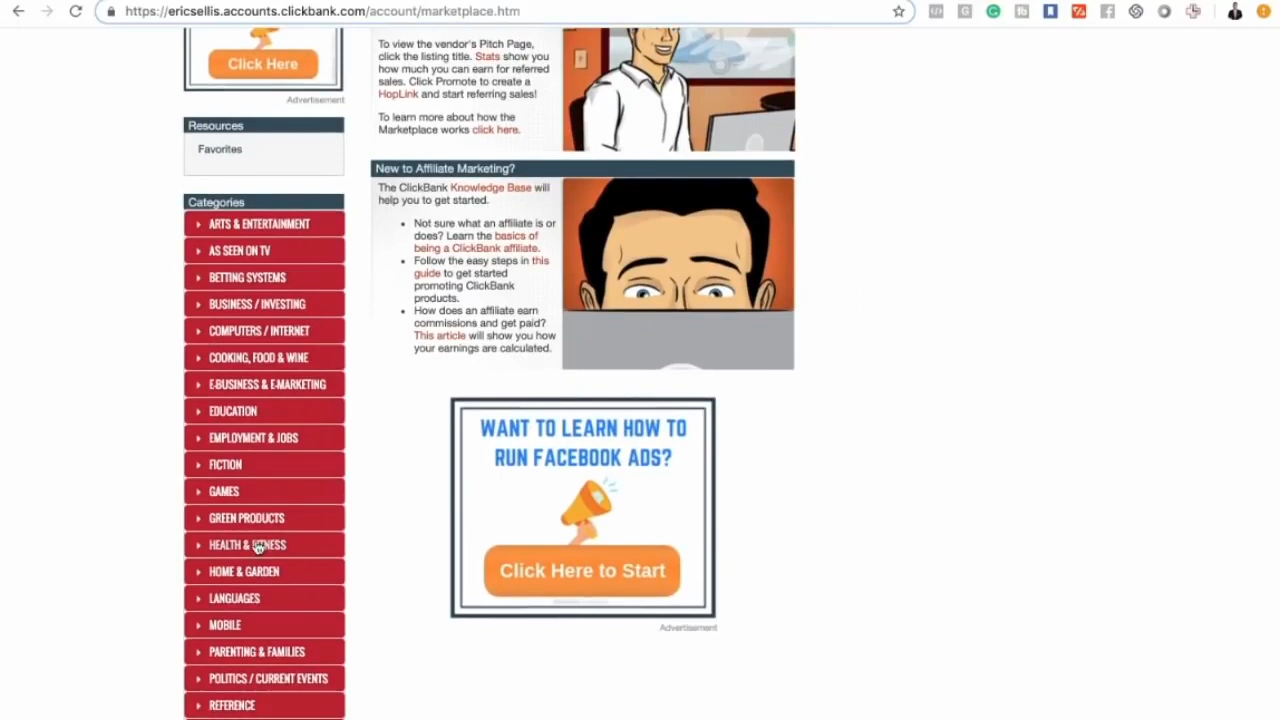 https://ericsellis.accounts.clickbank.com/account/marketplace.htm
Click Here
Advertisement
Resources
Favorites
Categories
ARTS & ENTERTAINMENT
AS SEEN ON TV
BETTING SYSTEMS
BUSINESS / INVESTING
COMPUTERS / INTERNET
COOKING, FOOD & WINE
E-BUSINESS & E-MARKETING
EDUCATION
EMPLOYMENT & JOBS
FICTION
GAMES
GREEN PRODUCTS
HEALTH & FITNESS
HOME & GARDEN
LANGUAGES
MOBILE
PARENTING & FAMILIES
POLITICS / CURRENT EVENTS
REFERENCE
To view the vendor's Pitch Page,
click the listing title. Stats show you
how much you can earn for referred
sales. Click Promote to create a
HopLink and start referring sales!
To learn more about how the
Marketplace works click here.
New to Affiliate Marketing?
The ClickBank Knowledge Base will
help you to get started.
• Not sure what an affiliate is or
does? Learn the basics of
being a ClickBank affiliate.
• Follow the easy steps in this
guide to get started
promoting ClickBank
products.
• How does an affiliate earn
commissions and get paid?
This article will show you how
your earnings are calculated.
WANT TO LEARN HOW TO
RUN FACEBOOK ADS?
Click Here to Start
Advertisement